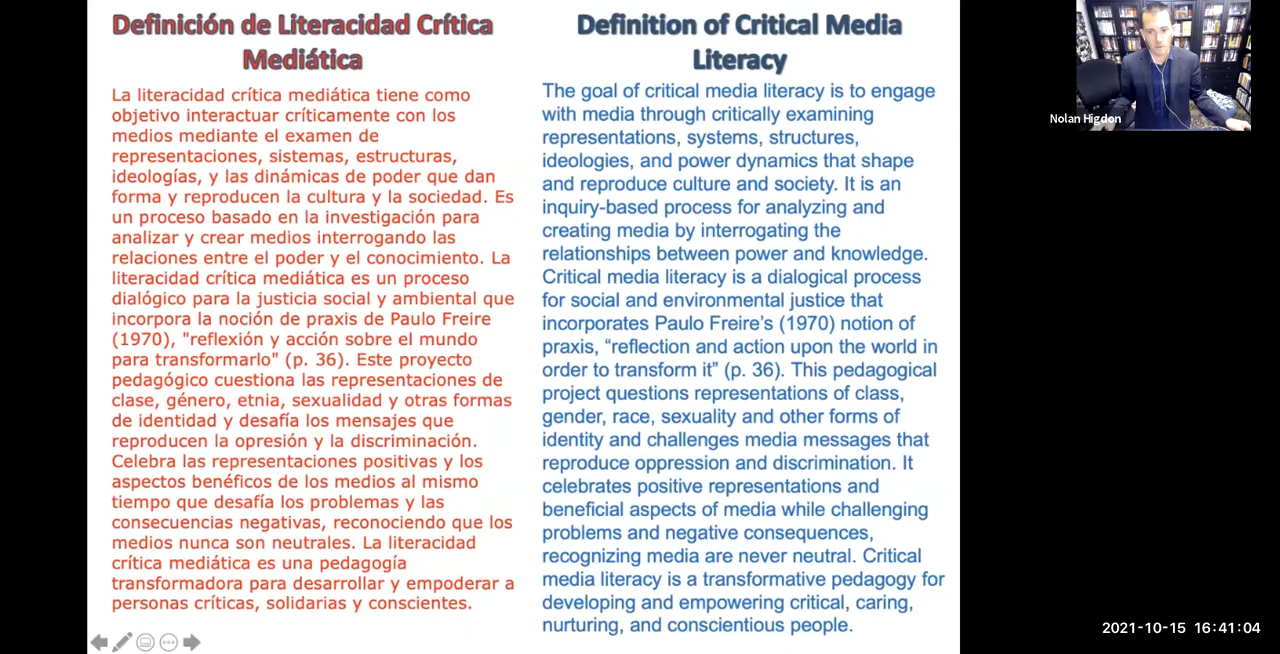 Definición de Literacidad Crítica
Mediática
La literacidad crítica mediática tiene como
objetivo interactuar críticamente con los
medios mediante el examen de
representaciones, sistemas, estructuras,
ideologías, y las dinámicas de poder que dan
forma y reproducen la cultura y la sociedad. Es
un proceso basado en la investigación para
analizar y crear medios interrogando las
relaciones entre el poder y el conocimiento. La
literacidad crítica mediática es un proceso
dialógico para la justicia social y ambiental que
incorpora la noción de praxis de Paulo Freire
(1970), "reflexión y acción sobre el mundo
para transformarlo" (p. 36). Este proyecto
pedagógico cuestiona las representaciones de
clase, género, etnia, sexualidad y otras formas
de identidad y desafía los mensajes que
reproducen la opresión y la discriminación.
Celebra las representaciones positivas y los
aspectos benéficos de los medios al mismo
tiempo que desafía los problemas y las
consecuencias negativas, reconociendo que los
medios nunca son neutrales. La literacidad
crítica mediática es una pedagogía
transformadora para desarrollar y empoderar a
personas críticas, solidarias y conscientes.
Definition of Critical Media
Literacy
The goal of critical media literacy is to engage
with media through critically examining
representations, systems, structures,
ideologies, and power dynamics that shape
and reproduce culture and society. It is an
inquiry-based process for analyzing and
creating media by interrogating the
relationships between power and knowledge.
Critical media literacy is a dialogical process
for social and environmental justice that
incorporates Paulo Freire's (1970) notion of
praxis, “reflection and action upon the world in
order to transform it” (p. 36). This pedagogical
project questions representations of class,
gender, race, sexuality and other forms of
identity and challenges media messages that
reproduce oppression and discrimination. It
celebrates positive representations and
beneficial aspects of media while challenging
problems and negative consequences,
recognizing media are never neutral. Critical
media literacy is a transformative pedagogy for
developing and empowering critical, caring,
nurturing, and conscientious people.
Nolan Higdon
2021-10-15 16:41:04